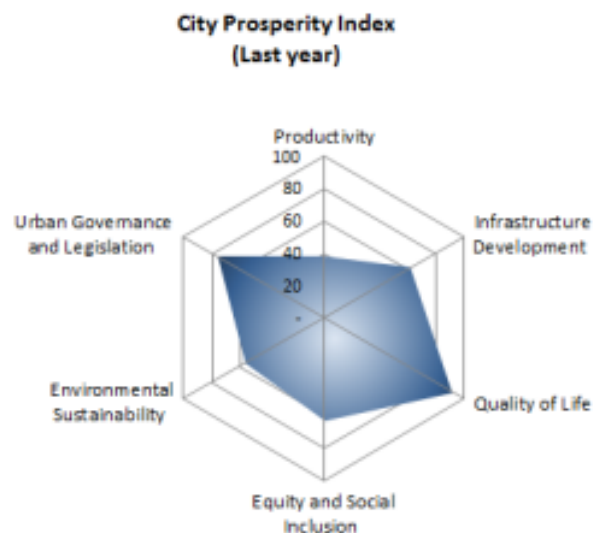 City Prosperity Index
(Last year)
Productivity
100
80
60
40
20
-
Urban Governance
and Legislation
Infrastructure
Development
Environmental
Sustainability
Quality of Life
Equity and Social
Inclusion